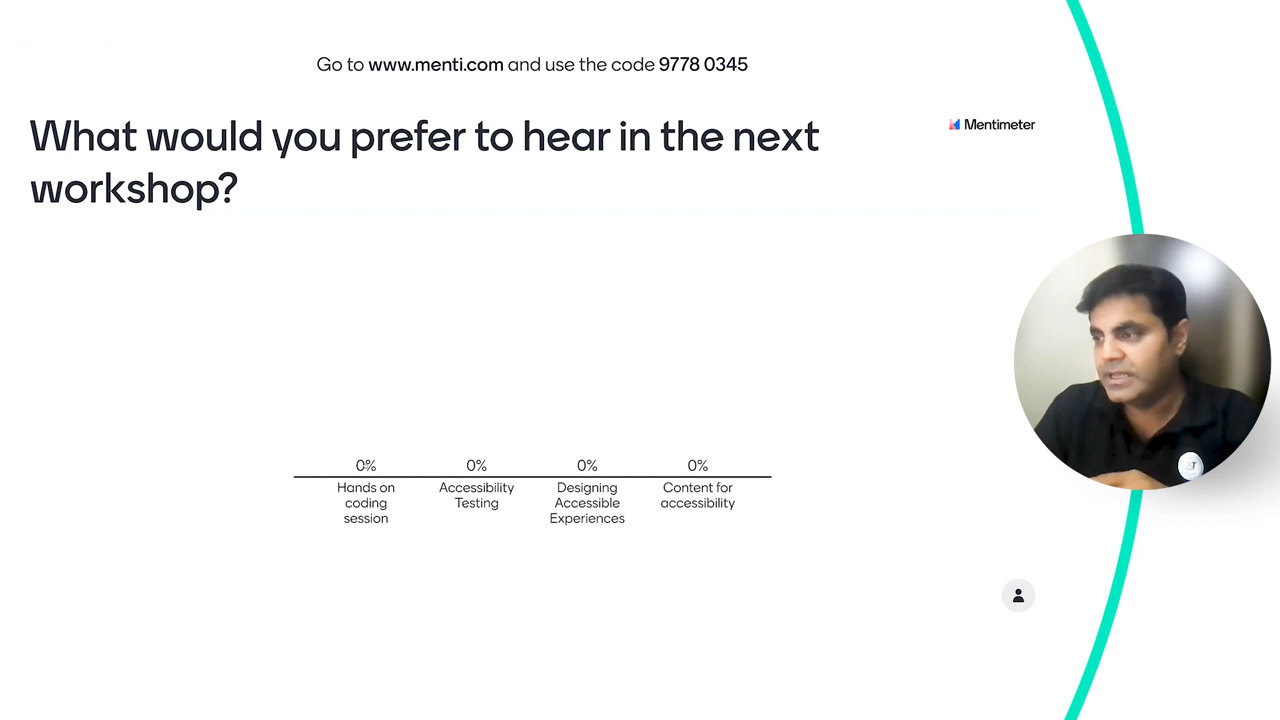 Go to www.menti.com and use the code 9778 0345
What would you prefer to hear in the next
workshop?
Mentimeter
0% 0% 0% 0%
Hands on
coding
session
Accessibility
Testing
Designing
Accessible
Experiences
Content for
accessibility